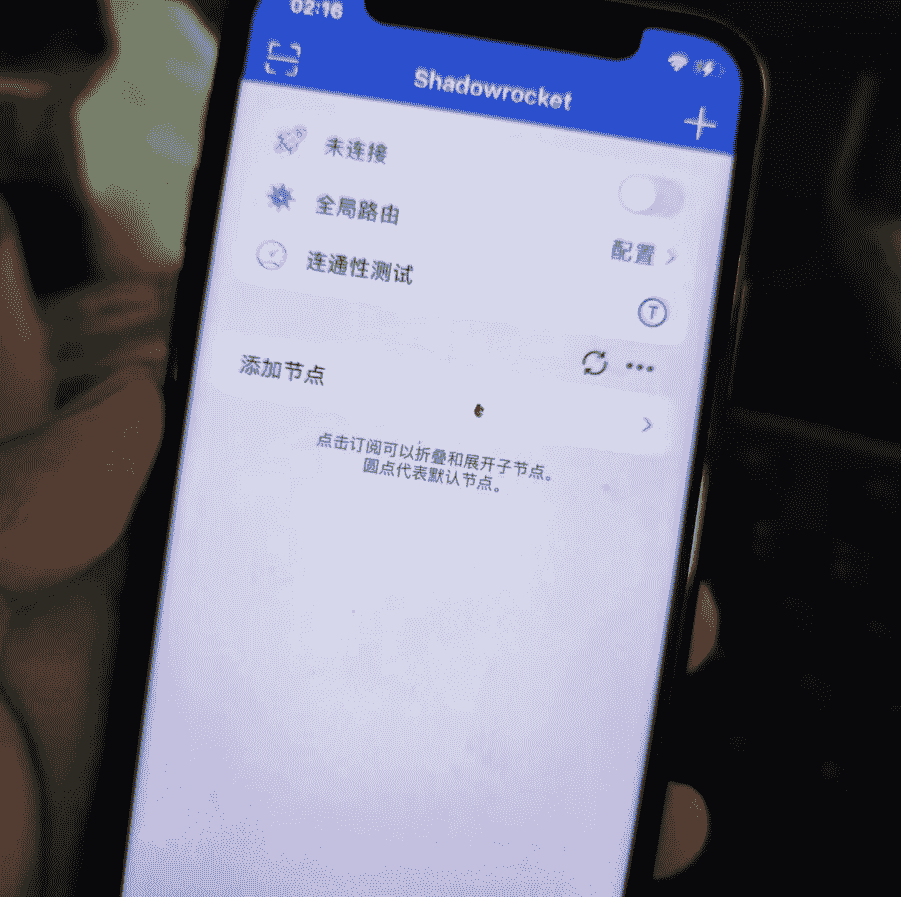 02:16
Shadowrocket
未连接
全局路由
配置
连通性测试
T
添加节点
点击订阅可以折叠和展开子节点。
圆点代表默认节点。